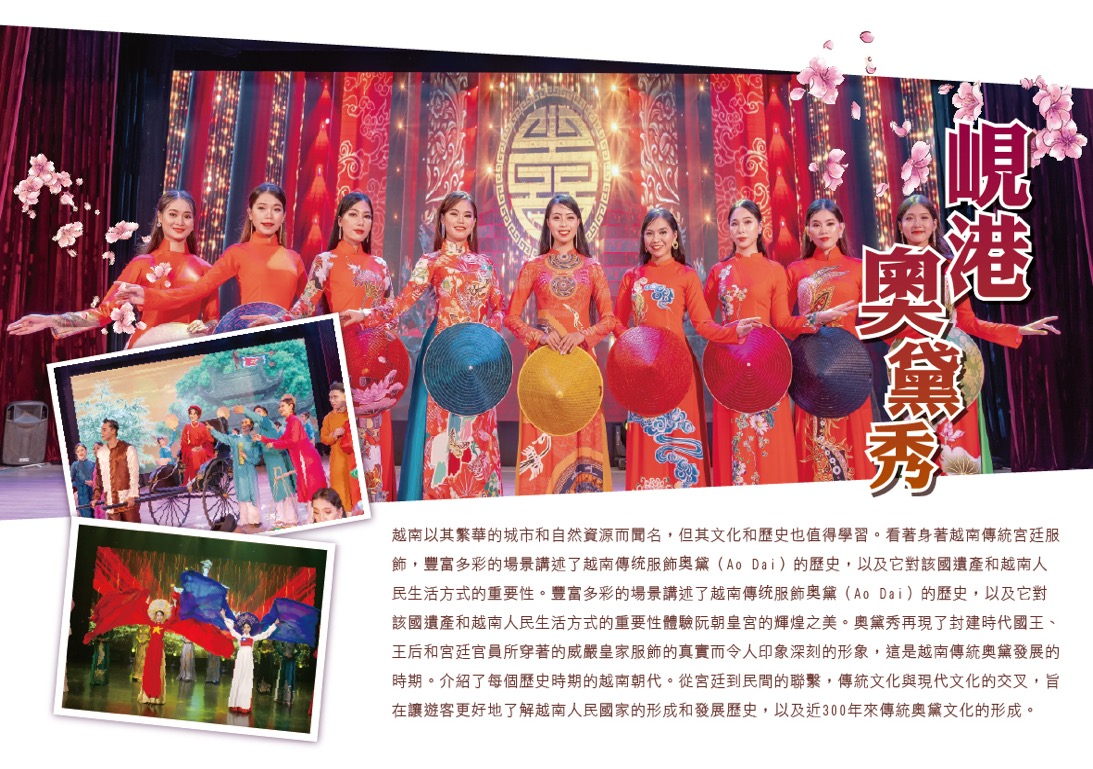 峴港
奧黛秀
越南以其繁華的城市和自然資源而聞名，但其文化和歷史也值得學習。看著身著越南傳統宮廷服
飾，豐富多彩的場景講述了越南傳统服飾奧黛（Ao Dai）的歷史，以及它對該國遺產和越南人
民生活方式的重要性。豐富多彩的場景講述了越南傳统服飾奧黛（Ao Dai）的歷史，以及它對
該國遺產和越南人民生活方式的重要性體驗阮朝皇宮的輝煌之美。奧黛秀再現了封建時代國王、
王后和宮廷官員所穿著的威嚴皇家服飾的真實而令人印象深刻的形象，這是越南傳統奧黛發展的
時期。介紹了每個歷史時期的越南朝代。從宮廷到民間的聯繫，傳統文化與現代文化的交叉，旨
在讓遊客更好地了解越南人民國家的形成和發展歷史，以及近300年來傳統奧黛文化的形成。